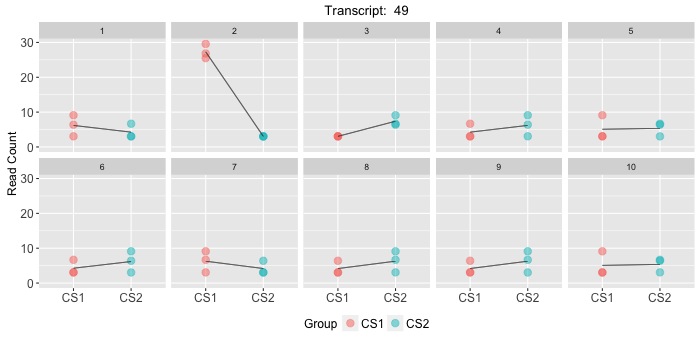 Transcript: 49
1 2 3 4 5
30
20
10
0
Read Count
6 7 8 9 10
30
20
10
0
CS1 CS2 CS1 CS2 CS1 CS2 CS1 CS2 CS1 CS2
Group CS1 CS2